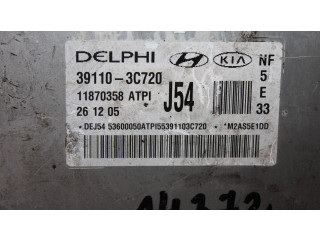 DELPHI KIA NF
39110-3C720 5
11870358 ATPI J54 E
26 12 05 33
*DEJ54 53600050ATPI55391103C720 *M2AS5E1DD